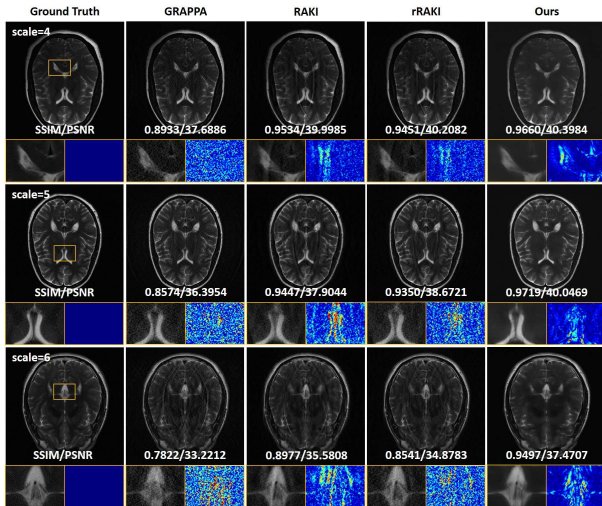 Ground Truth GRAPPA RAKI rRAKI Ours
scale=4
SSIM/PSNR 0.8933/37.6886 0.9534/39.9985 0.9451/40.2082 0.9660/40.3984
scale=5
SSIM/PSNR 0.8574/36.3954 0.9447/37.9044 0.9350/38.6721 0.9719/40.0469
scale=6
SSIM/PSNR 0.7822/33.2212 0.8977/35.5808 0.8541/34.8783 0.9497/37.4707